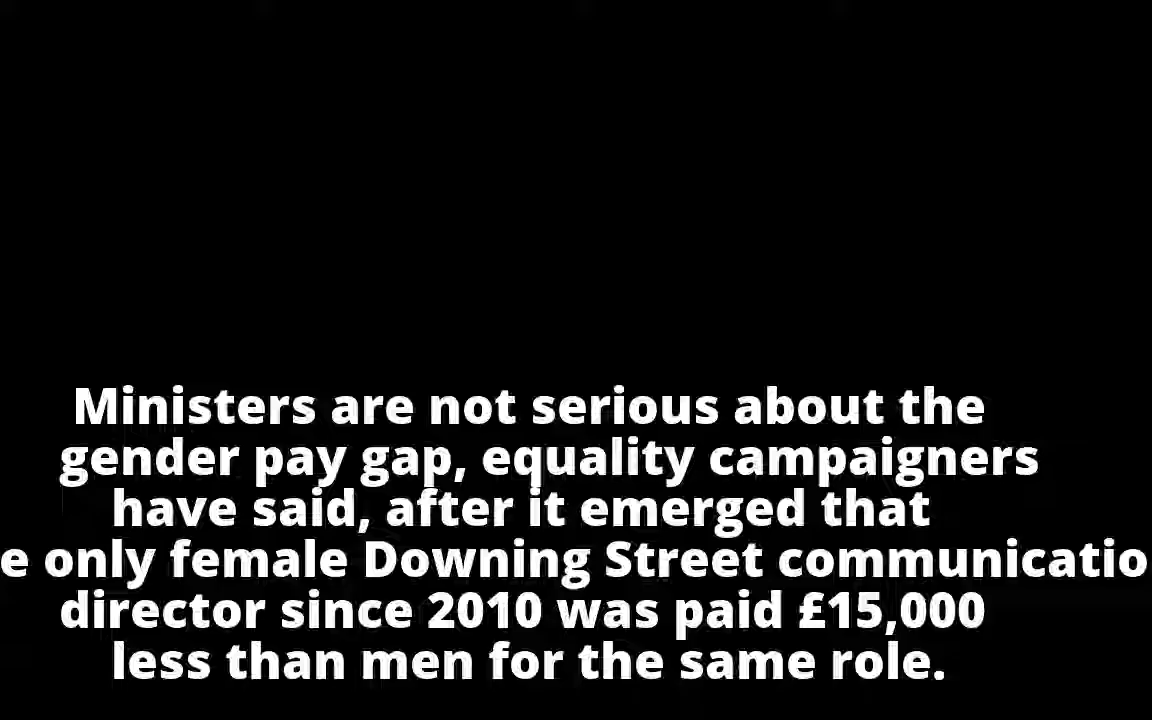 Ministers are not serious about the
gender pay gap, equality campaigners
have said, after it emerged that
e only female Downing Street communicatio
director since 2010 was paid £15,000
less than men for the same role.